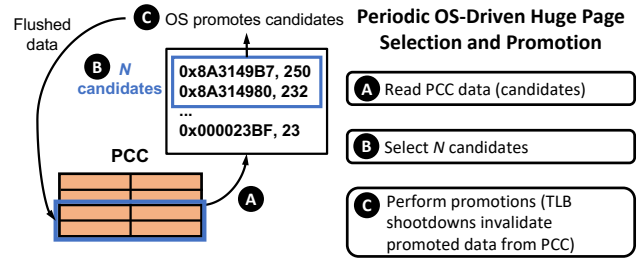 Flushed
data
C OS promotes candidates
B N
candidates
0x8A3149B7, 250
0x8A314980, 232
...
0x000023BF, 23
PCC
A
Periodic OS-Driven Huge Page
Selection and Promotion
A Read PCC data (candidates)
B Select N candidates
C Perform promotions (TLB
shootdowns invalidate
promoted data from PCC)